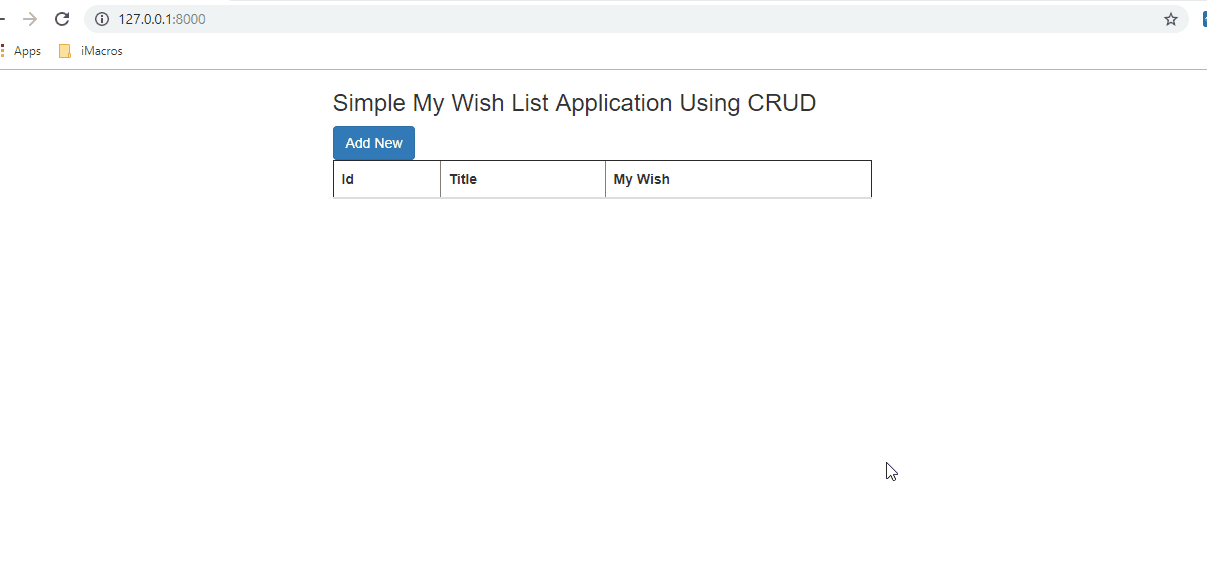 127.0.0.1:8000
Apps iMacros
Simple My Wish List Application Using CRUD
Add New
Id Title My Wish